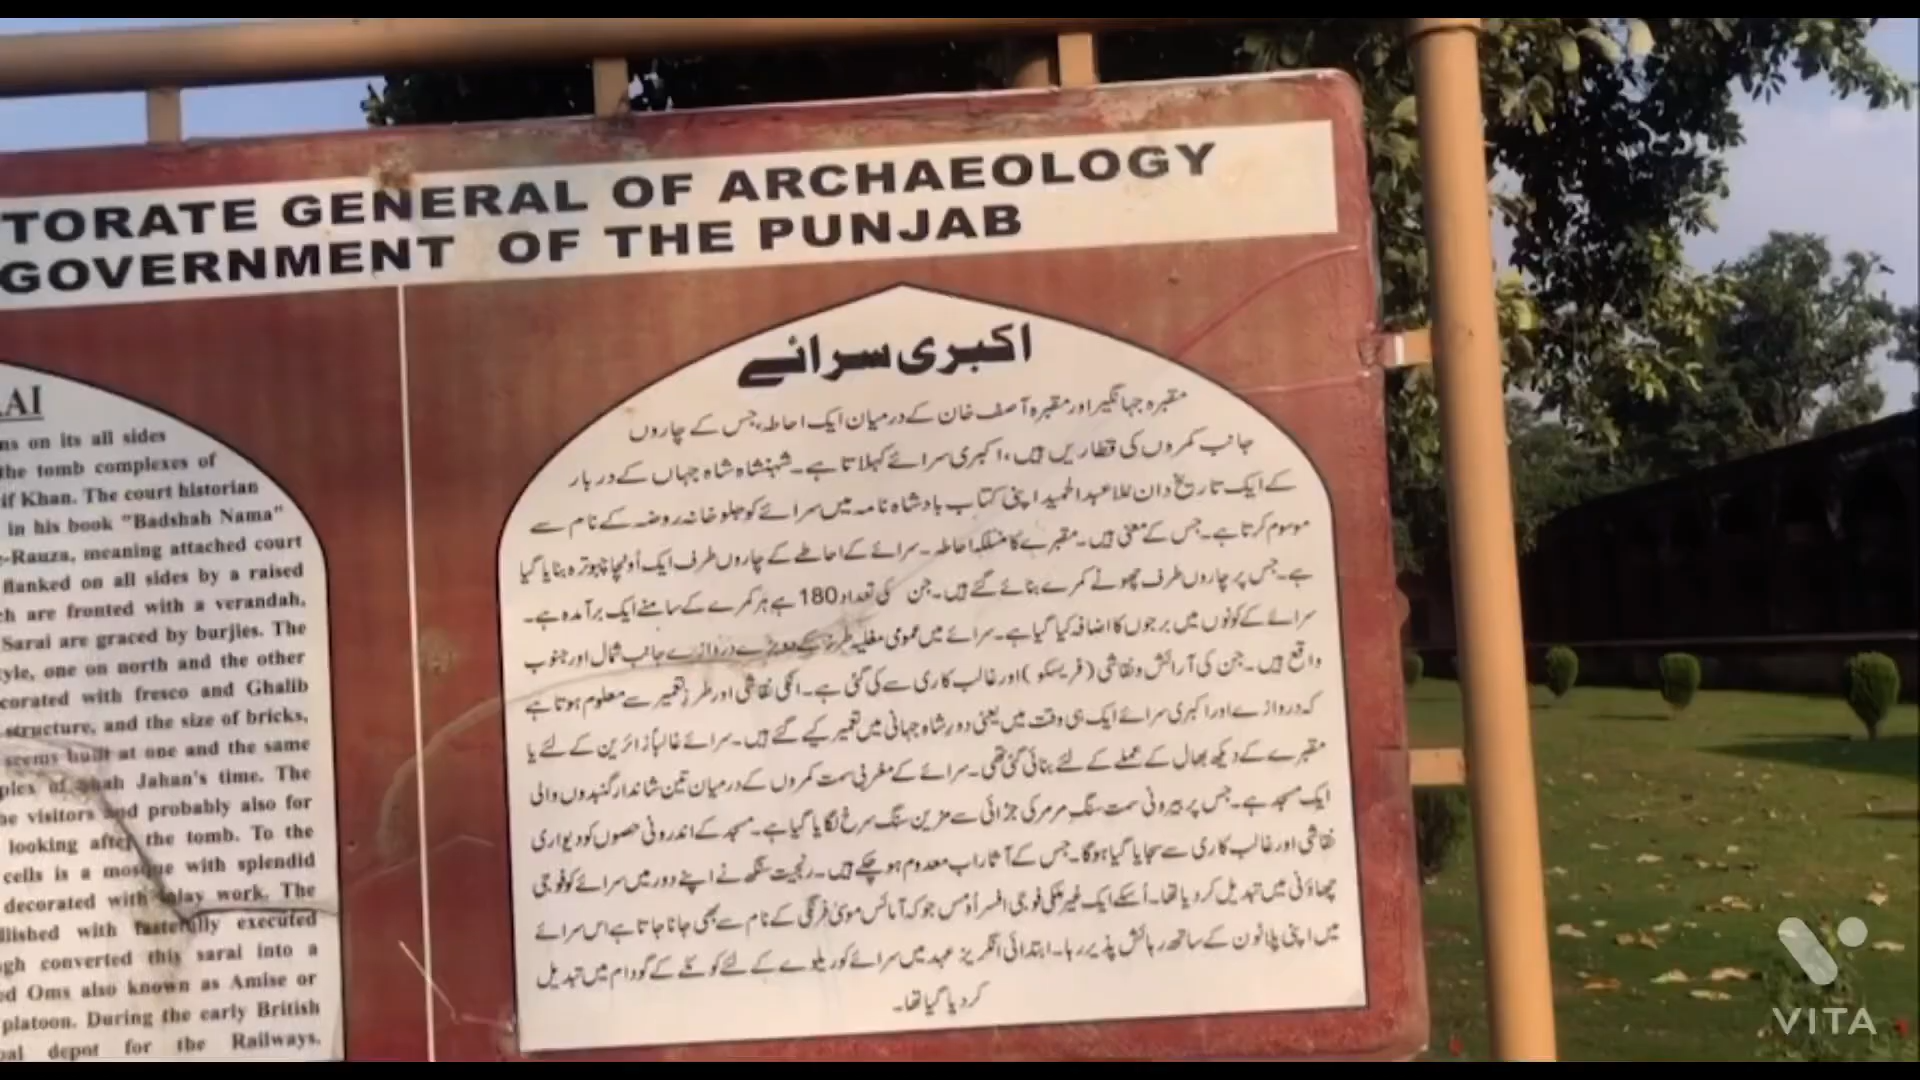 TORATE GENERAL OF ARCHAEOLOGY
GOVERNMENT OF THE PUNJAB
AI
ns on its all sides
the tomb complexes of
if Khan. The court historian
in his book "Badshah Nama"
-Rauza, meaning attached court
flanked on all sides by a raised
ch are fronted with a verandah.
Sarai are graced by burjies. The
tyle, one on north and the other
corated with fresco and Ghalib
structure, and the size of bricks,
seems built at one and the same
plex of Shah Jahan's time. The
he visitors and probably also for
looking after the tomb. To the
cells is a mosque with splendid
decorated with inlay work. The
llished with tastefully executed
gh converted this sarai into a
ed Oms also known as Amise or
platoon. During the early British
oal depot for the Railways.
اکبری سرائے
مقبرہ جہانگیر اور مقبرہ آصف خان کے درمیان ایک احاطہ، جس کے چاروں
جانب کمروں کی قطاریں ہیں، اکبری سرائے کہلاتا ہے۔ شہنشاہ شاہ جہاں کے دربار
کے ایک تاریخ دان ملا عبدالحمید اپنی کتاب بادشاہ نامہ میں سرائے کو جلو خانہ روضہ کے نام سے
موسوم کرتا ہے۔ جس کے معنی ہیں۔ مقبرے کا منسلکہ احاطہ۔ سرائے کے احاطے کے چاروں طرف ایک اُونچا چبوترہ بنایا گیا
ہے۔ جس پر چاروں طرف چھوٹے کمرے بنائے گئے ہیں۔ جن کی تعداد 180 ہے ہر کمرے کے سامنے ایک برآمدہ ہے۔
سرائے کے کونوں میں برجوں کا اضافہ کیا گیا ہے۔ سرائے میں عمومی مغلیہ طرز کے دو بڑے دروازے جانب شمال اور جنوب
واقع ہیں۔ جن کی آرائش و نقاشی (فریسکو) اور غالب کاری سے کی گئی ہے۔ انکی نقاشی اور طرزِ تعمیر سے معلوم ہوتا ہے
کہ دروازے اور اکبری سرائے ایک ہی وقت میں یعنی دورِ شاہ جہانی میں تعمیر کیے گئے ہیں۔ سرائے غالباً زائرین کے لئے یا
مقبرے کے دیکھ بھال کے عملے کے لئے بنائی گئی تھی۔ سرائے کے مغربی سمت کمروں کے درمیان تین شاندار گنبدوں والی
ایک مسجد ہے۔ جس پر بیرونی سمت سنگِ مرمر کی جڑائی سے مزین سنگ سرخ لگایا گیا ہے۔ مسجد کے اندرونی حصوں کو دیواری
نقاشی اور غالب کاری سے سجایا گیا ہوگا۔ جس کے آثار اب معدوم ہو چکے ہیں۔ رنجیت سنگھ نے اپنے دور میں سرائے کو فوجی
چھاؤنی میں تبدیل کر دیا تھا۔ اُسکے ایک غیر ملکی فوجی افسر اُومس جو کہ آمائس موسیٰ فرنگی کے نام سے بھی جانا جاتا ہے اس سرائے
میں اپنی پلاٹون کے ساتھ رہائش پذیر رہا۔ ابتدائی انگریز عہد میں سرائے کو ریلوے کے لئے کوئلے کے گودام میں تبدیل
کر دیا گیا تھا۔
VITA